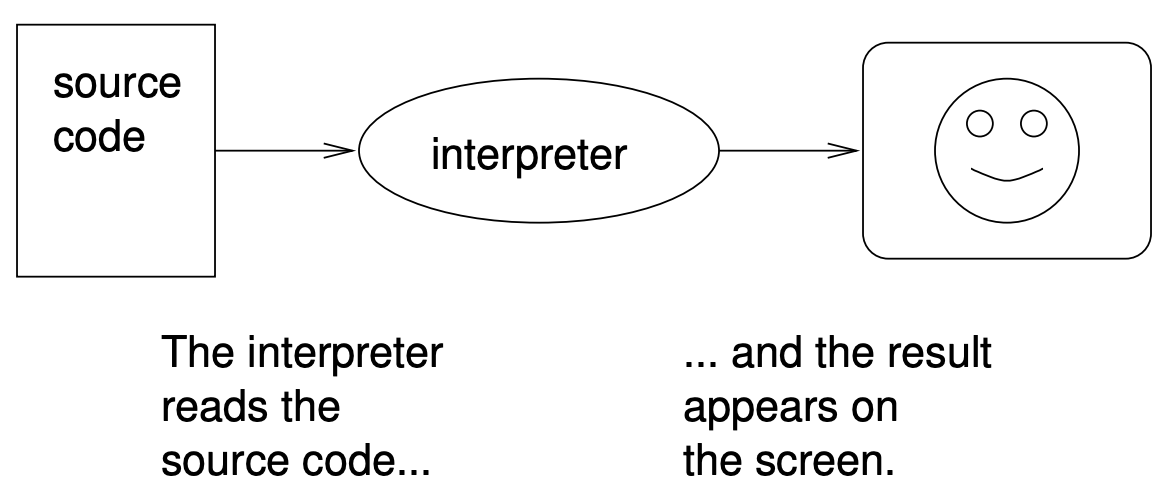 source
code
interpreter
The interpreter
reads the
source code...
... and the result
appears on
the screen.